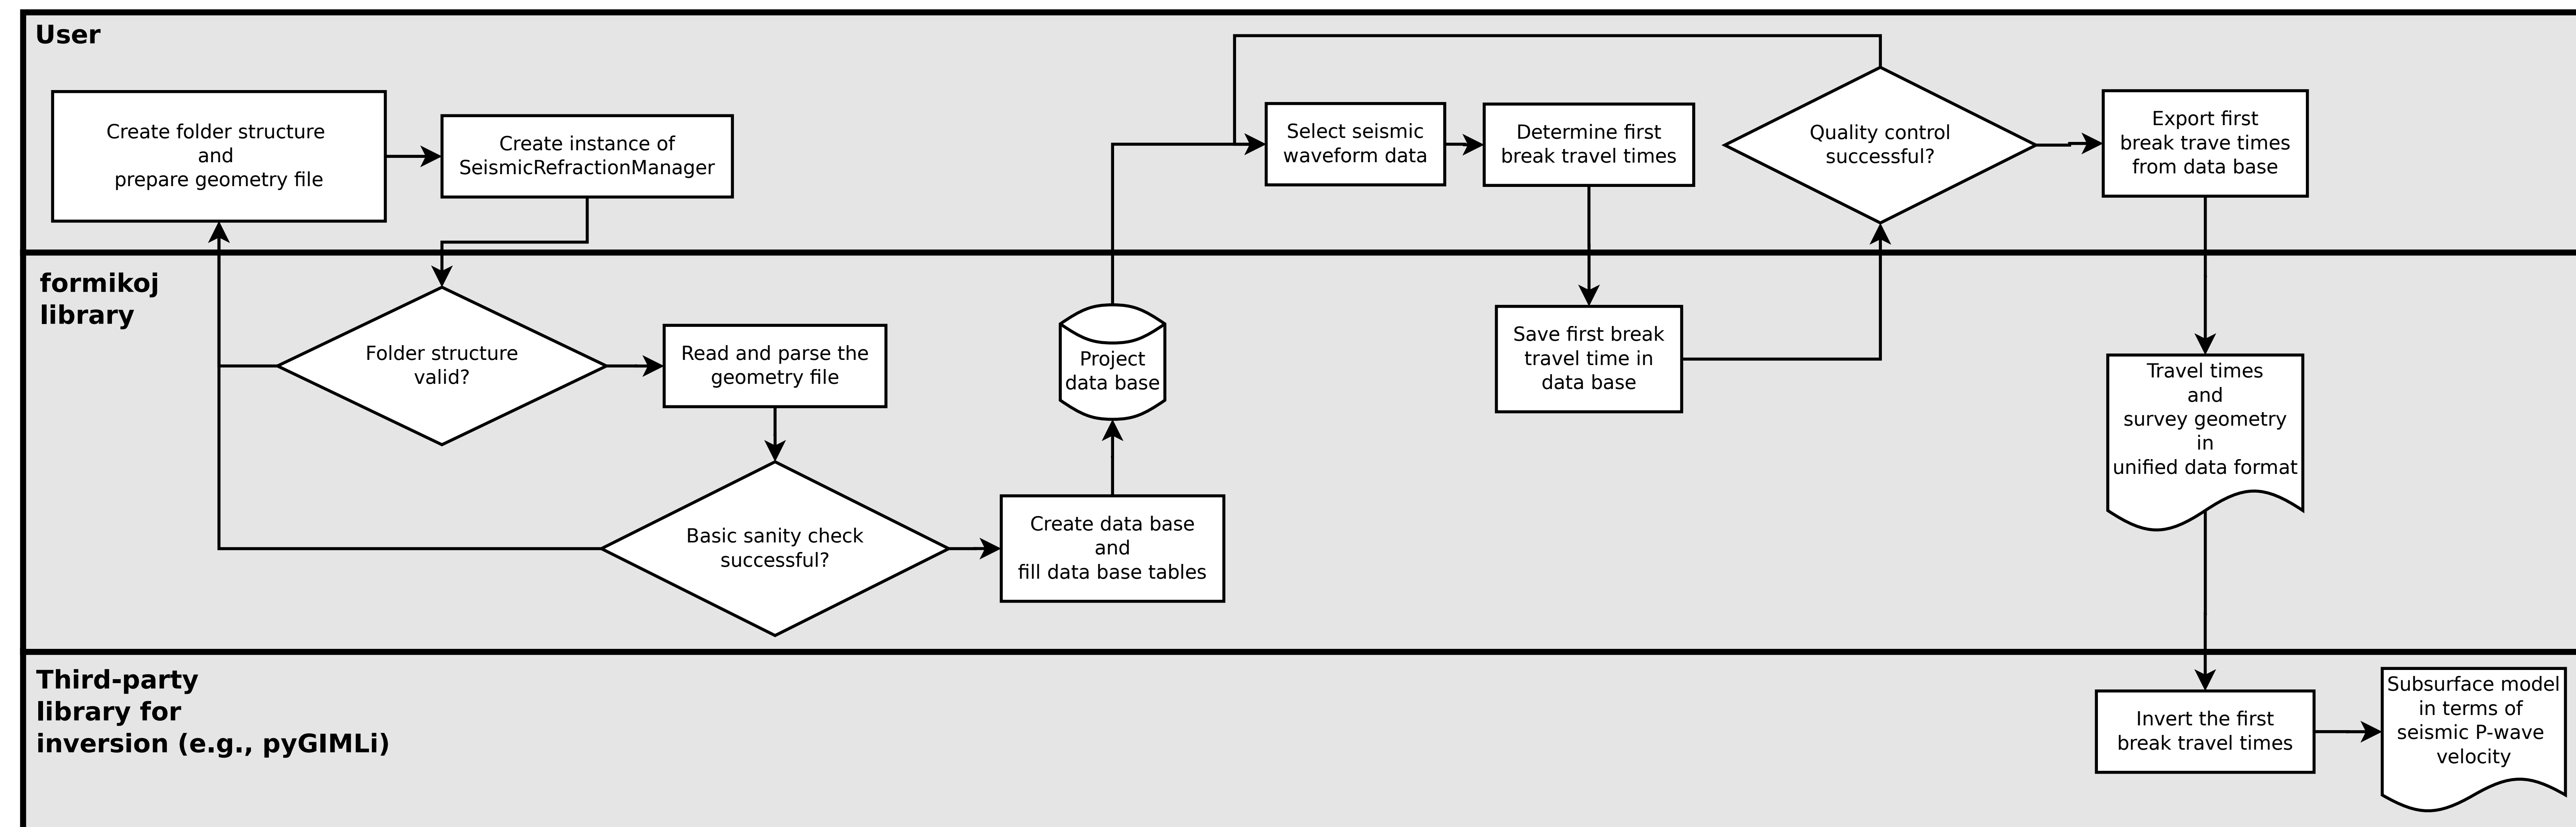 User
Create folder structure
and
prepare geometry file
Create instance of
SeismicRefractionManager
Select seismic
waveform data
Determine first
break travel times
Quality control
successful?
Export first
break trave times
from data base
formikoj
library
Folder structure
valid?
Read and parse the
geometry file
Basic sanity check
successful?
Create data base
and
fill data base tables
Project
data base
Save first break
travel time in
data base
Travel times
and
survey geometry
in
unified data format
Third-party
library for
inversion (e.g., pyGIMLi)
Invert the first
break travel times
Subsurface model
in terms of
seismic P-wave
velocity